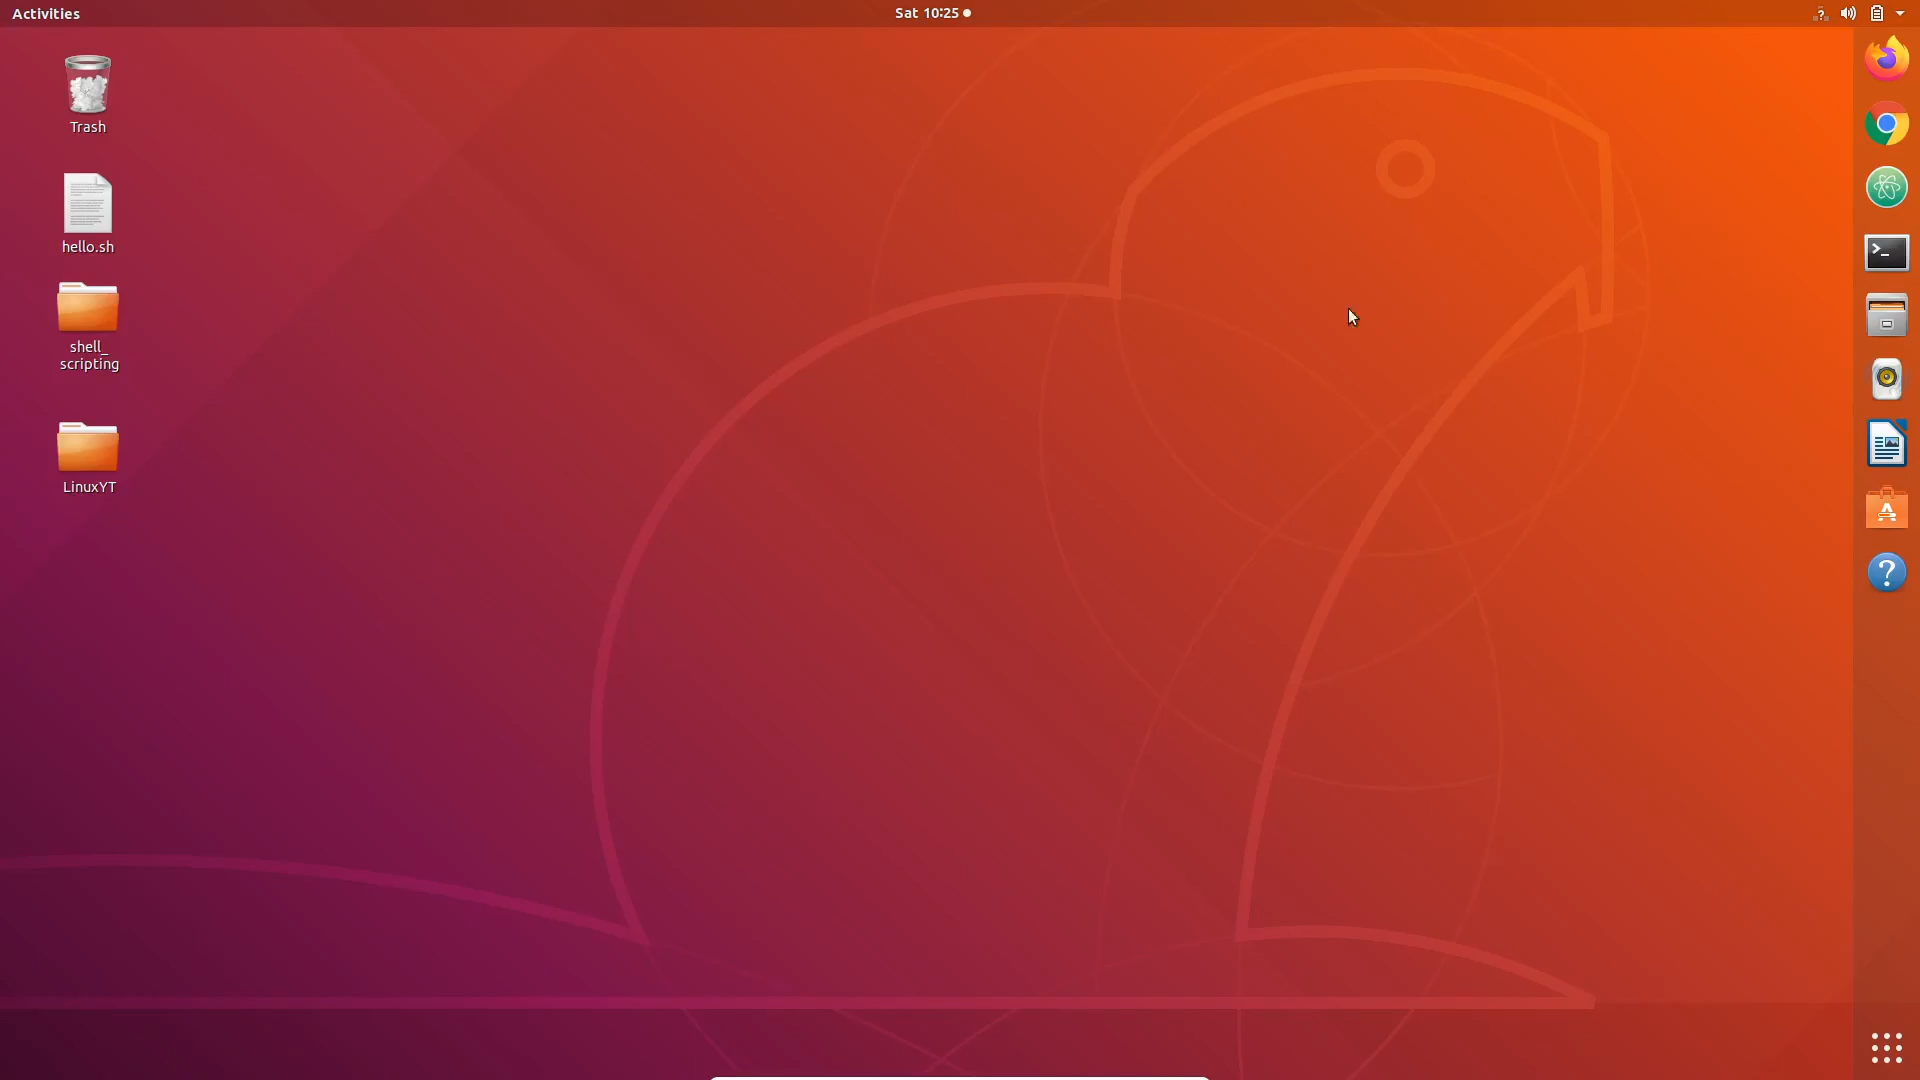 Activities
Sat 10:25
Trash
hello.sh
shell_
scripting
LinuxYT